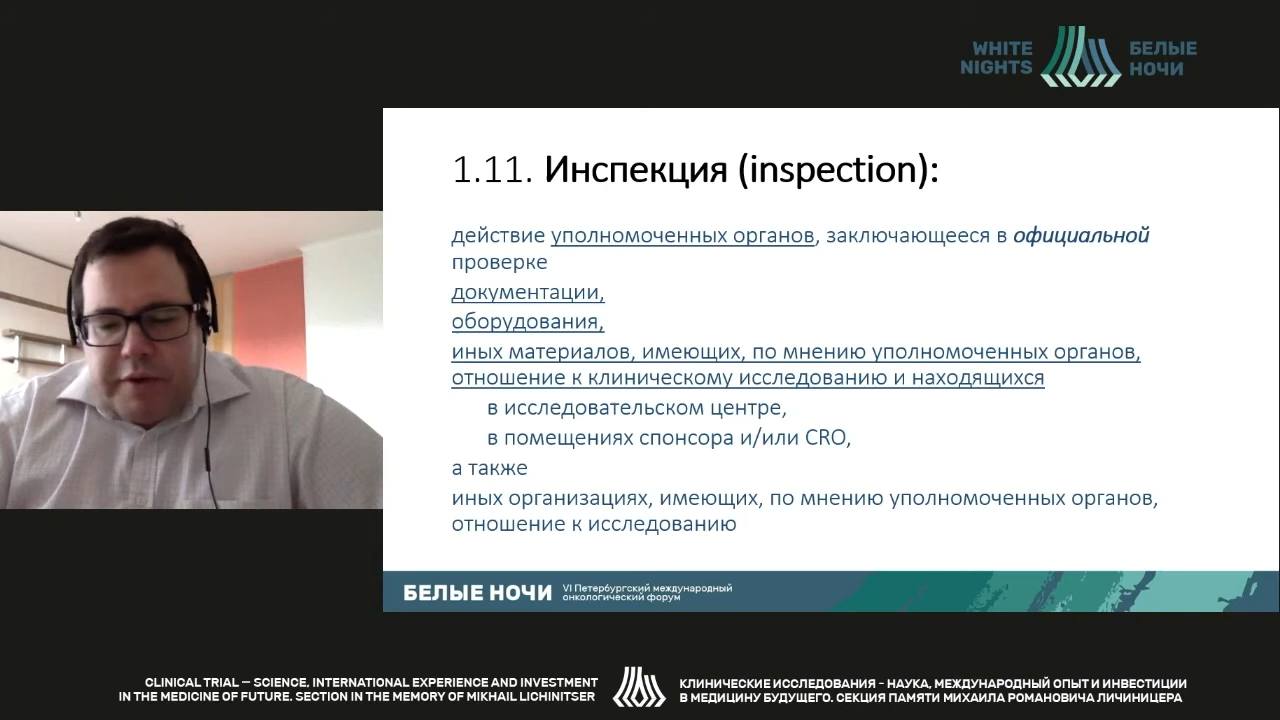 WHITE
NIGHTS
БЕЛЫЕ
НОЧИ
1.11. Инспекция (inspection):
действие уполномоченных органов, заключающееся в официальной
проверке
документации,
оборудования,
иных материалов, имеющих, по мнению уполномоченных органов,
отношение к клиническому исследованию и находящихся
в исследовательском центре,
в помещениях спонсора и/или CRO,
а также
иных организациях, имеющих, по мнению уполномоченных органов,
отношение к исследованию
БЕЛЫЕ НОЧИ
VI Петербургский международный
онкологический форум
CLINICAL TRIAL – SCIENCE, INTERNATIONAL EXPERIENCE AND INVESTMENT
IN THE MEDICINE OF FUTURE. SECTION IN THE MEMORY OF MIKHAIL LICHINITSER
КЛИНИЧЕСКИЕ ИССЛЕДОВАНИЯ - НАУКА, МЕЖДУНАРОДНЫЙ ОПЫТ И ИНВЕСТИЦИИ
В МЕДИЦИНУ БУДУЩЕГО. СЕКЦИЯ ПАМЯТИ МИХАИЛА РОМАНОВИЧА ЛИЧИНИЦЕРА